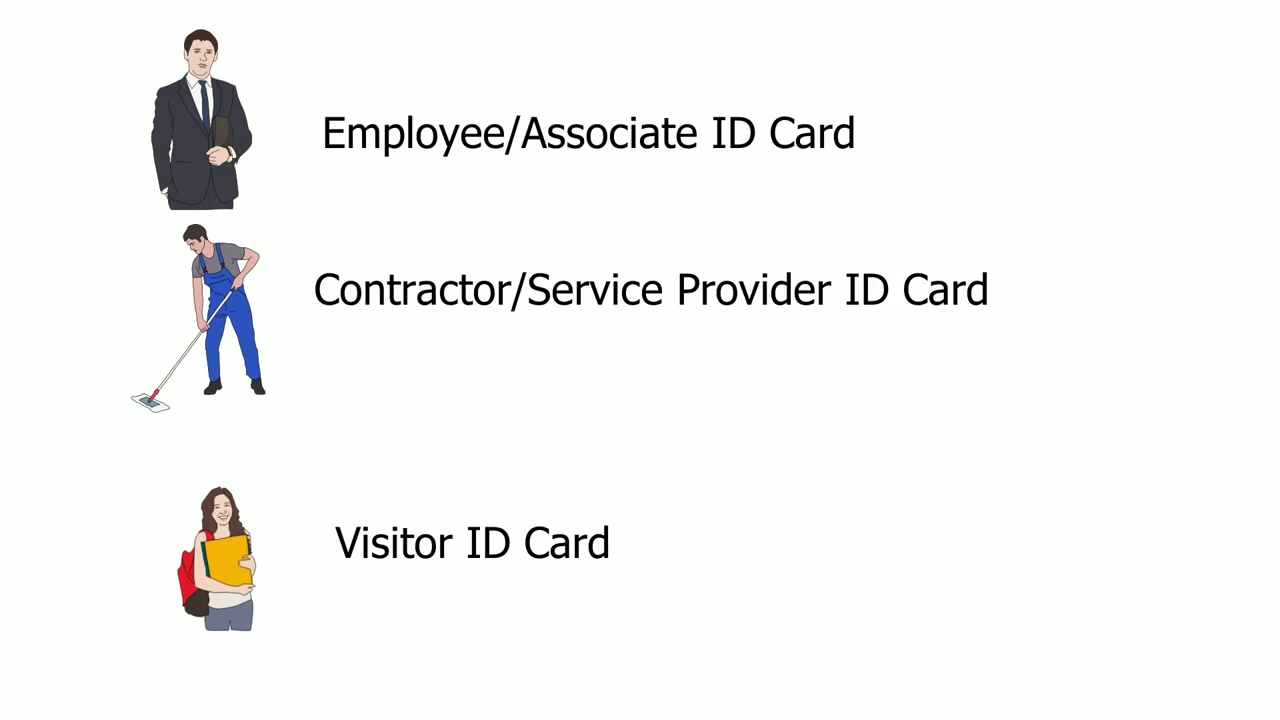 Employee/Associate ID Card
Contractor/Service Provider ID Card
Visitor ID Card